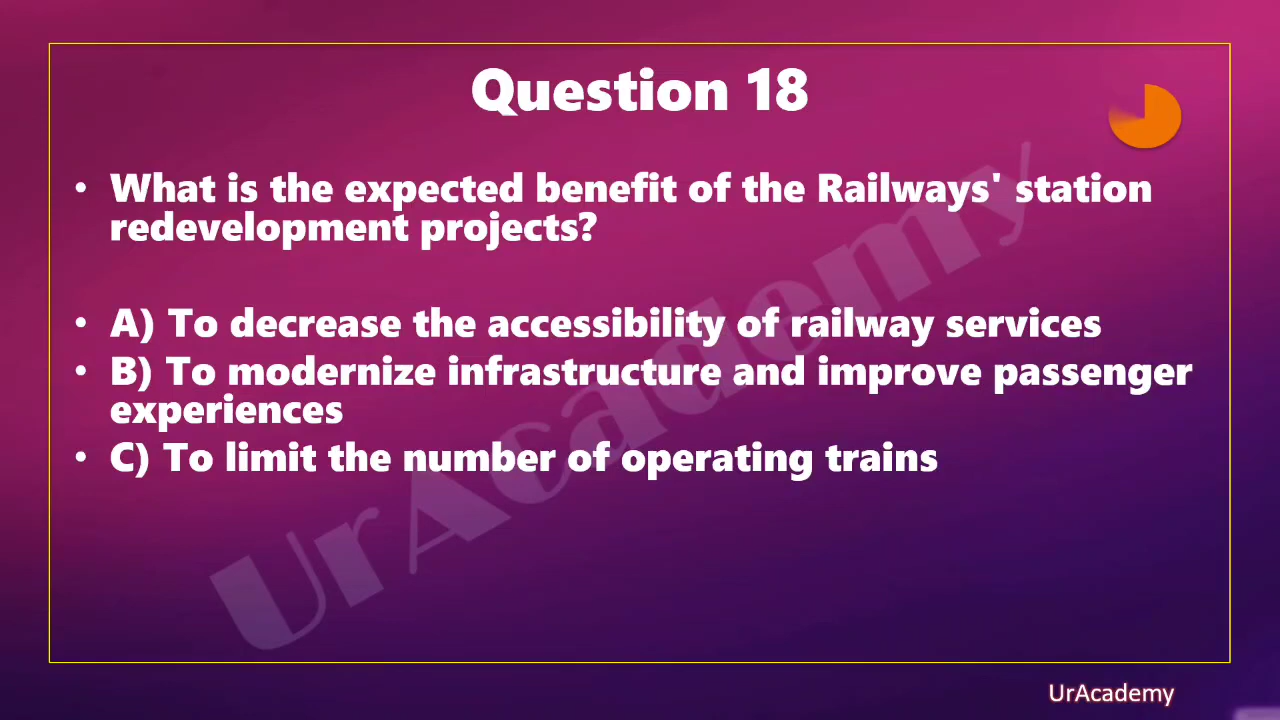 Question 18
• What is the expected benefit of the Railways' station
redevelopment projects?
• A) To decrease the accessibility of railway services
• B) To modernize infrastructure and improve passenger
experiences
• C) To limit the number of operating trains
UrAcademy
UrAcademy